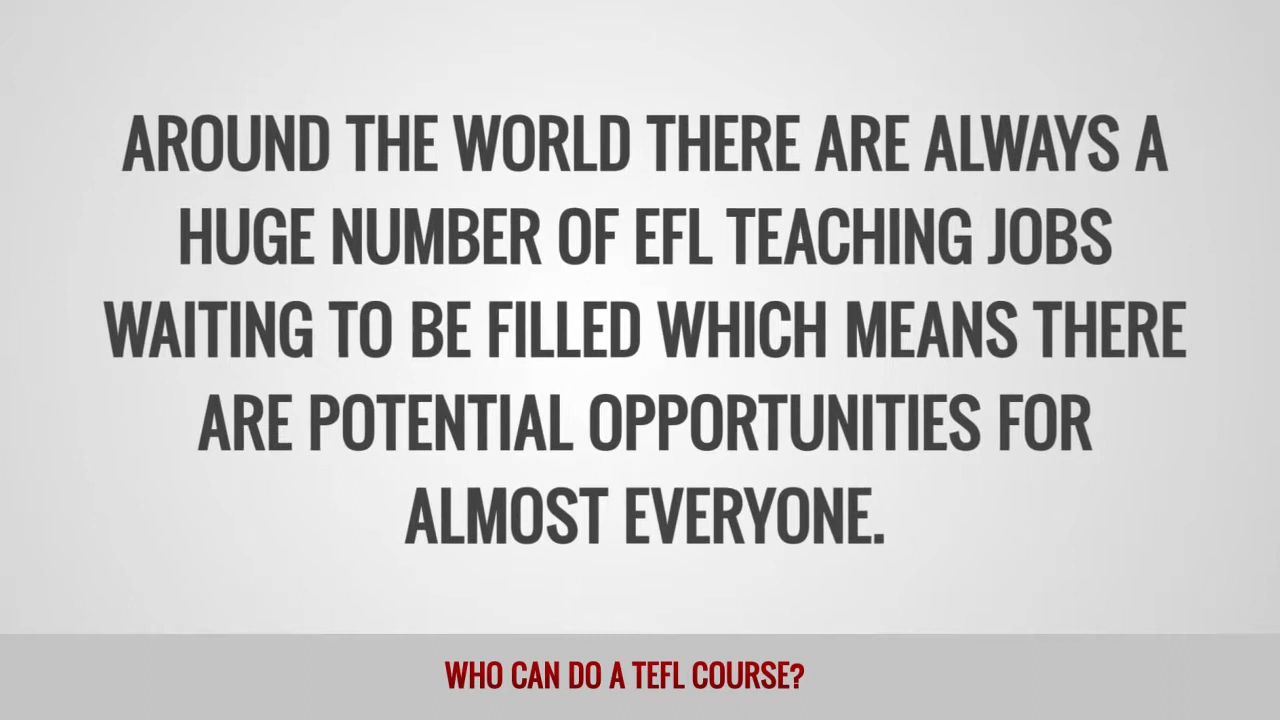 AROUND THE WORLD THERE ARE ALWAYS A
HUGE NUMBER OF EFL TEACHING JOBS
WAITING TO BE FILLED WHICH MEANS THERE
ARE POTENTIAL OPPORTUNITIES FOR
ALMOST EVERYONE.
WHO CAN DO A TEFL COURSE?